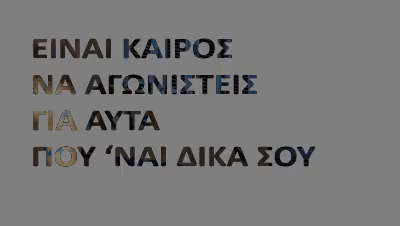 ΕΙΝΑΙ ΚΑΙΡΟΣ
ΝΑ ΑΓΩΝΙΣΤΕΙΣ
ΓΙΑ ΑΥΤΑ
ΠΟΥ ‘ΝΑΙ ΔΙΚΑ ΣΟΥ